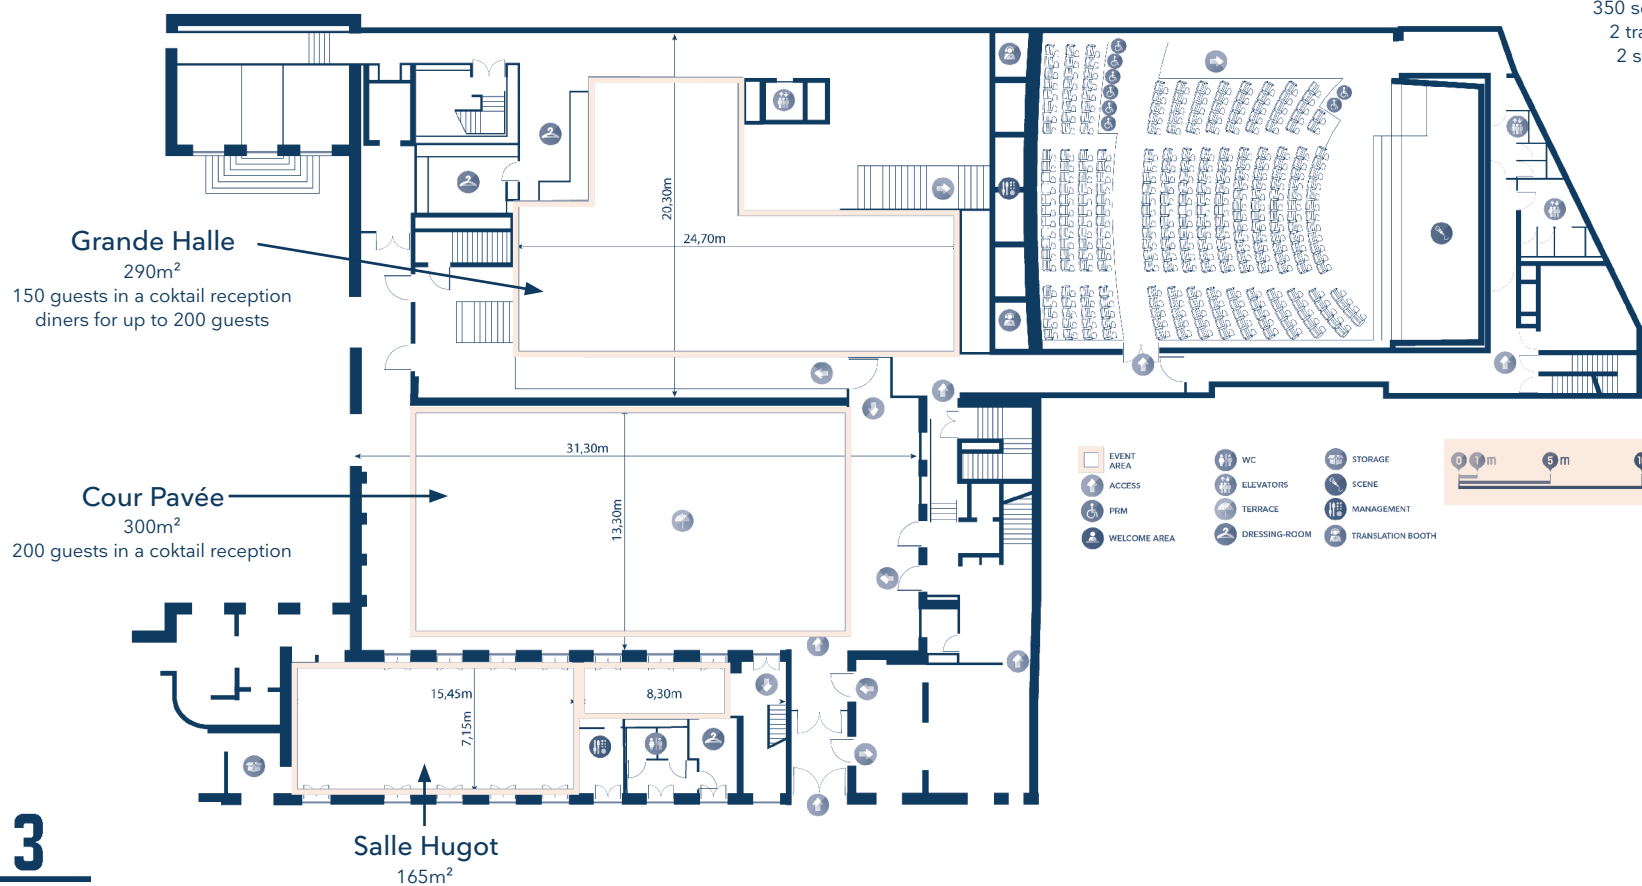 350 s
2 tra
2 s
20,30m
24,70m
Grande Halle
290m²
150 guests in a coktail reception
diners for up to 200 guests
31,30m
13,30m
Cour Pavée
300m²
200 guests in a coktail reception
EVENT
AREA
ACCESS
PRM
WELCOME AREA
WC
ELEVATORS
TERRACE
DRESSING-ROOM
STORAGE
SCENE
MANAGEMENT
TRANSLATION BOOTH
0 1 m 5 m 1
15,45m
8,30m
7,15m
Salle Hugot
165m²
3